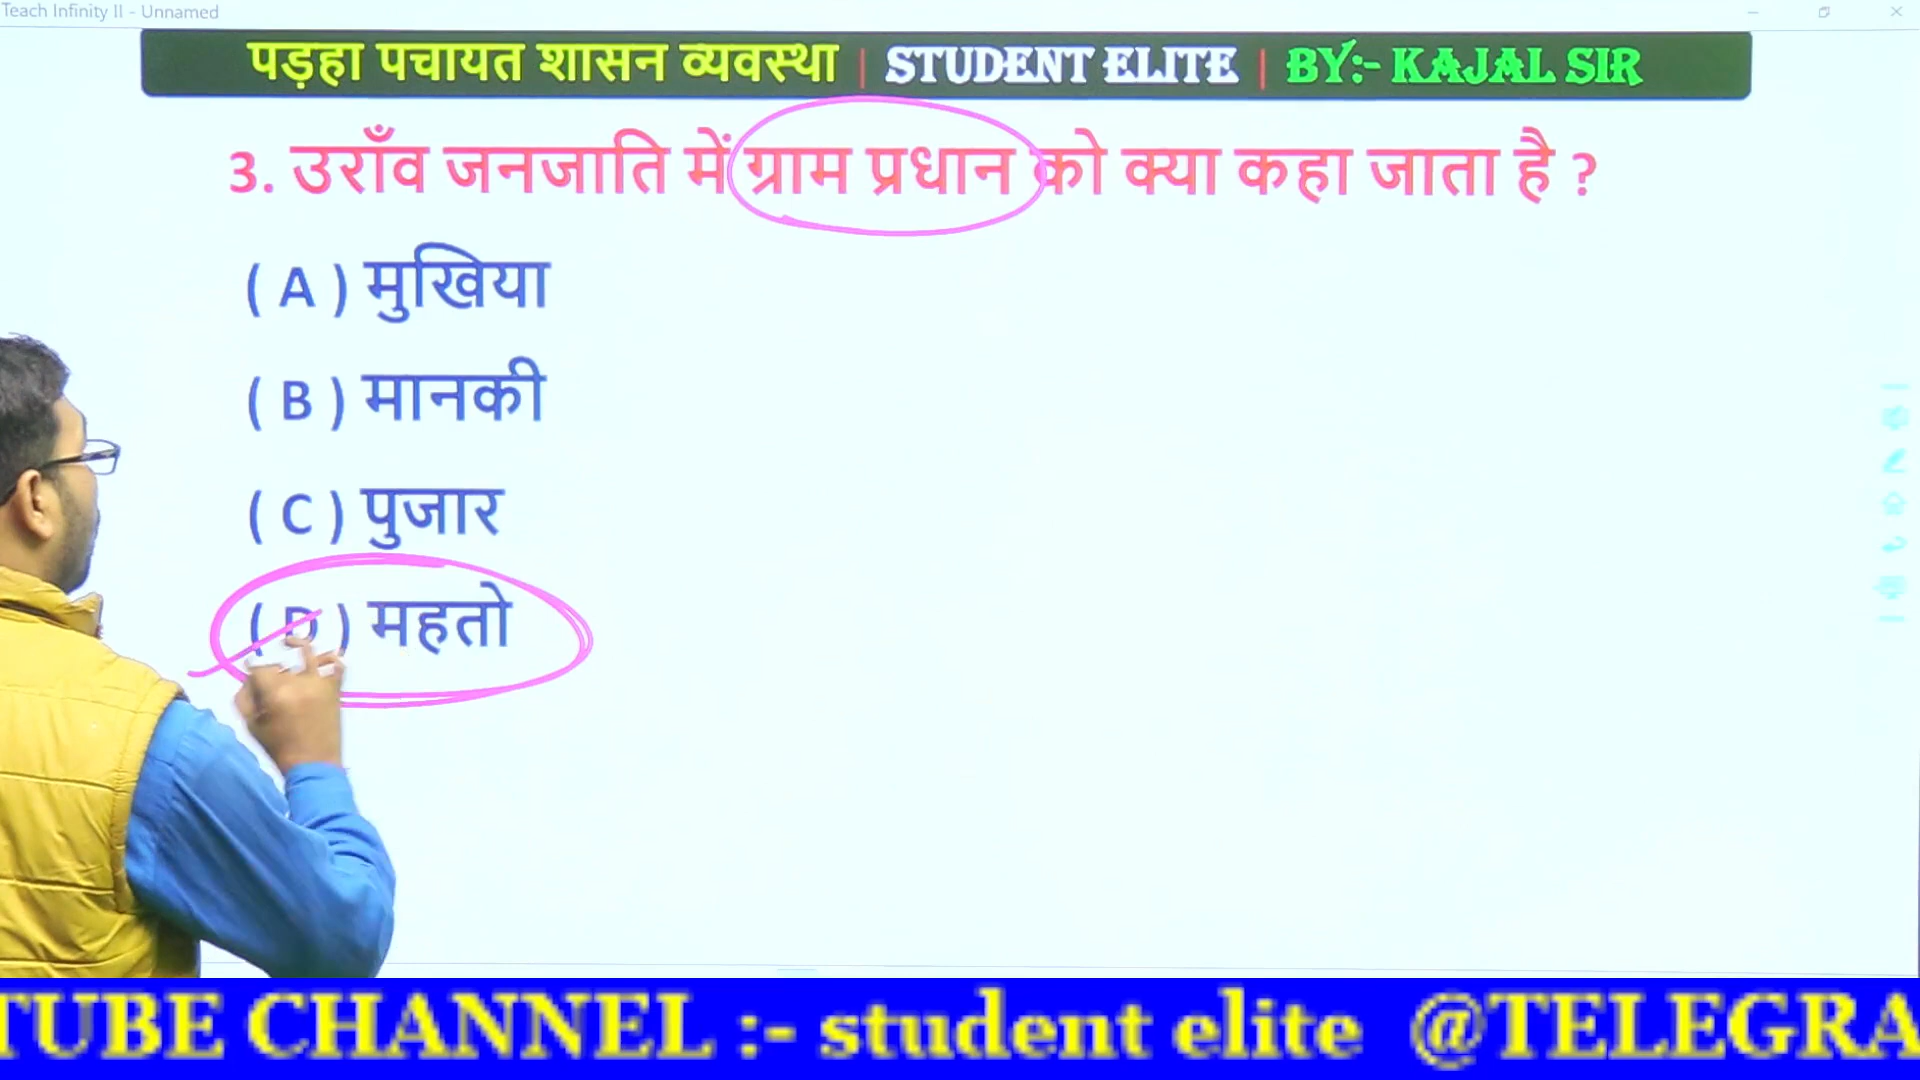 Teach Infinity II - Unnamed
पड़हा पचायत शासन व्यवस्था | STUDENT ELITE | BY:- KAJAL SIR
3. उराँव जनजाति में ग्राम प्रधान को क्या कहा जाता है ?
( A ) मुखिया
( B ) मानकी
( C ) पुजार
( D ) महतो
TUBE CHANNEL :- student elite @TELEGRA